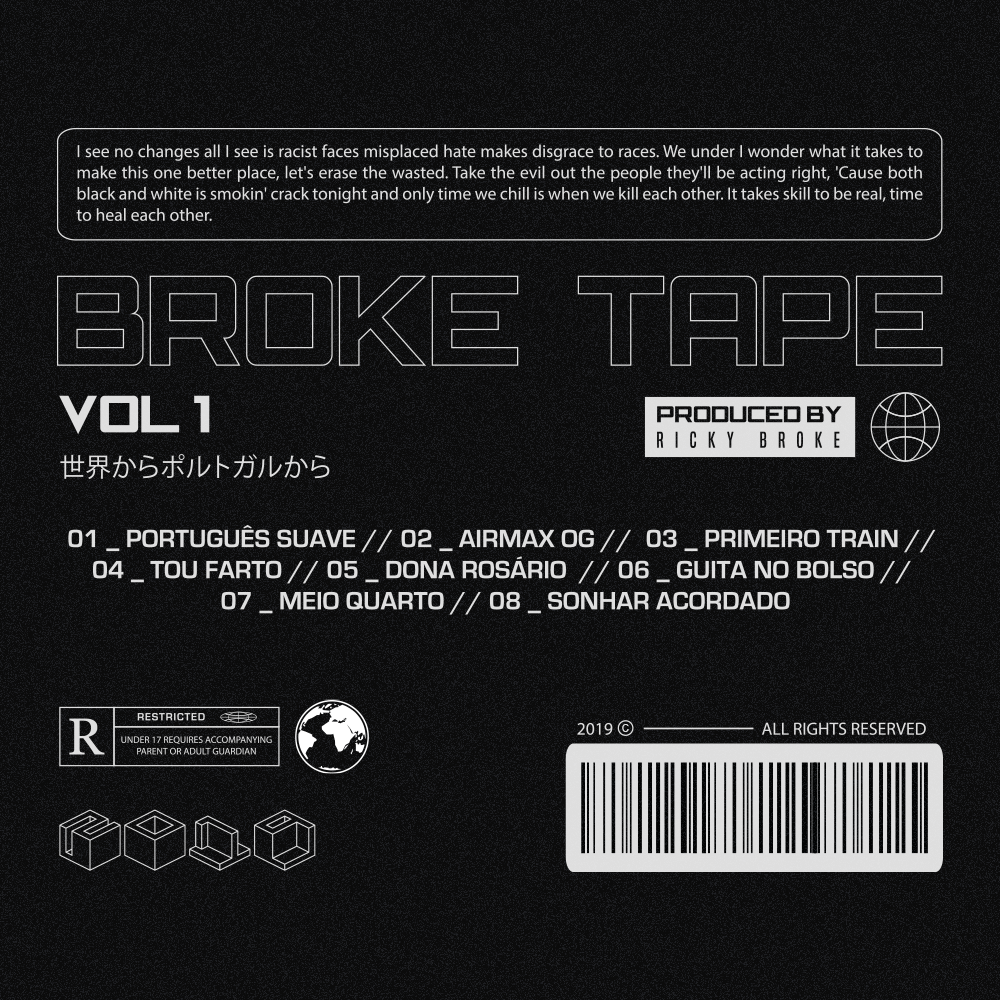 I see no changes all I see is racist faces misplaced hate makes disgrace to races. We under I wonder what it takes to
make this one better place, let's erase the wasted. Take the evil out the people they'll be acting right, 'Cause both
black and white is smokin' crack tonight and only time we chill is when we kill each other. It takes skill to be real, time
to heal each other.
BROKE TAPE
VOL 1
PRODUCED BY
RICKY BROKE
世界からポルトガルから
01 _ PORTUGUÊS SUAVE // 02 _ AIRMAX OG // 03 _ PRIMEIRO TRAIN //
04 _ TOU FARTO // 05 _ DONA ROSÁRIO // 06 _ GUITA NO BOLSO //
07 _ MEIO QUARTO // 08 _ SONHAR ACORDADO
R
RESTRICTED
UNDER 17 REQUIRES ACCOMPANYING
PARENT OR ADULT GUARDIAN
2019 © ALL RIGHTS RESERVED